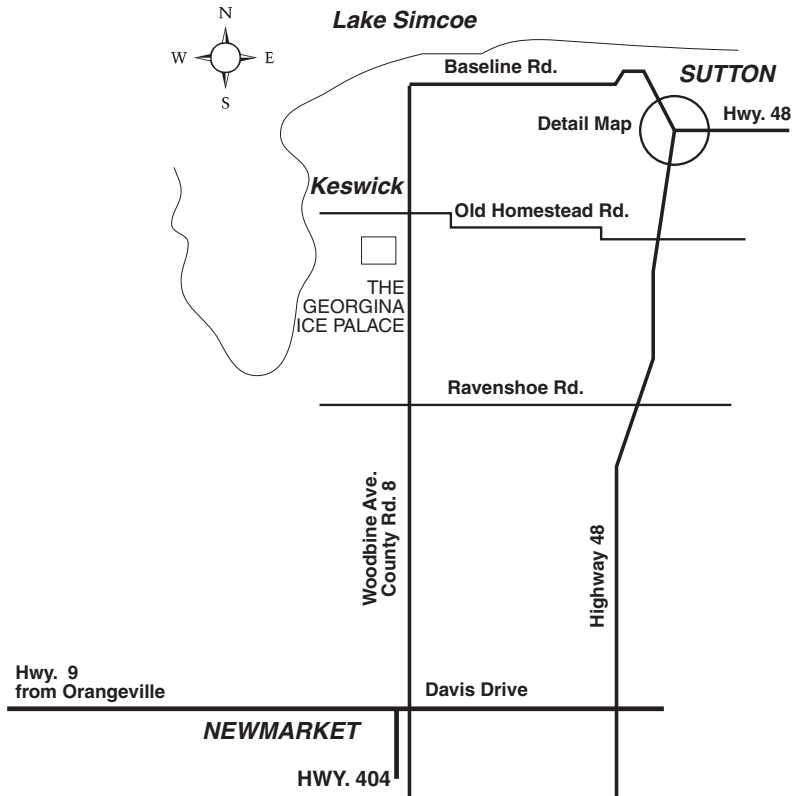 N
Lake Simcoe
W E
S
Baseline Rd.
SUTTON
Hwy. 48
Detail Map
Keswick
Old Homestead Rd.
THE
GEORGINA
ICE PALACE
Ravenshoe Rd.
Woodbine Ave.
County Rd. 8
Highway 48
Hwy. 9
from Orangeville
Davis Drive
NEWMARKET
HWY. 404